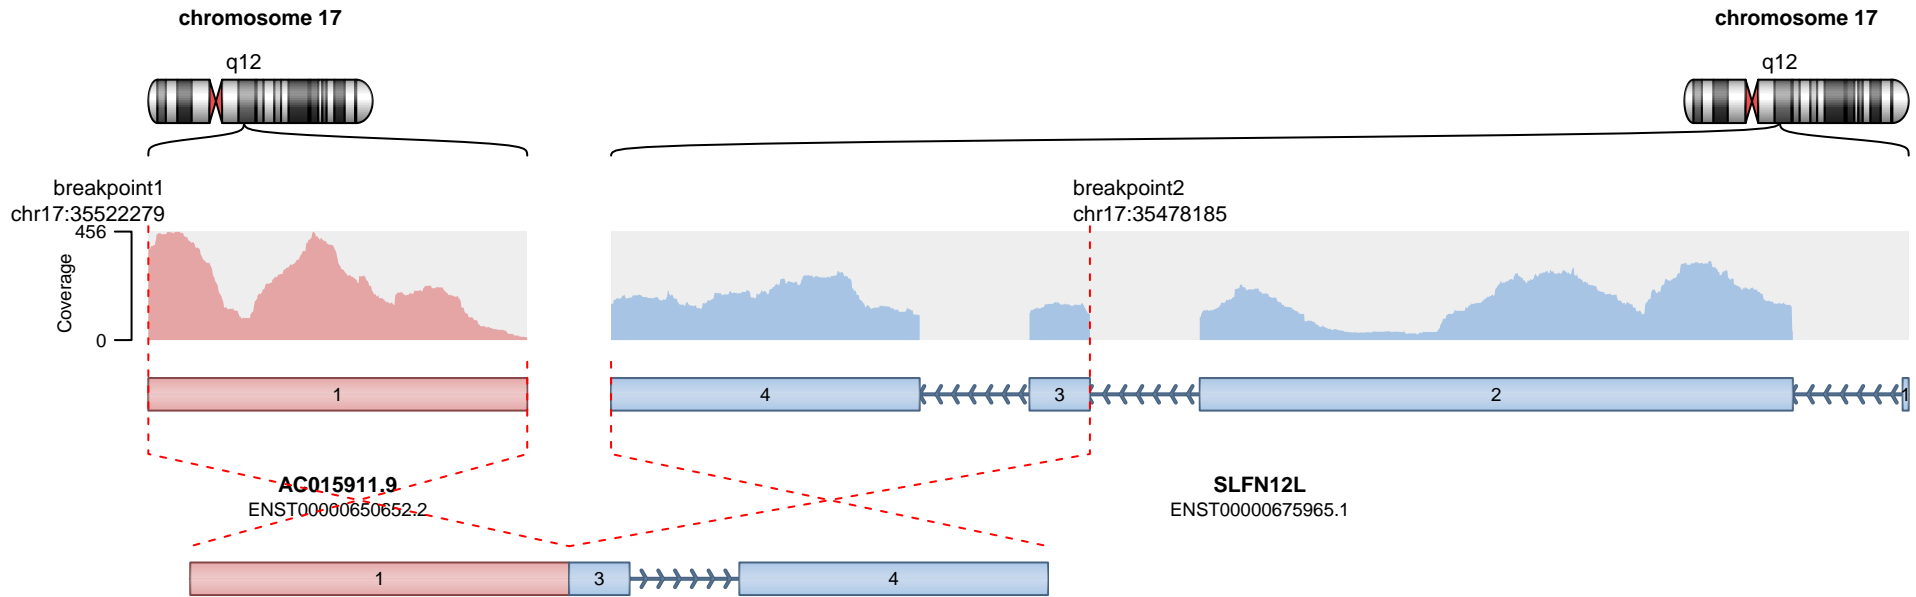 chromosome 17
chromosome 17
q12
q12
breakpoint1
chr17:35522279
breakpoint2
chr17:35478185
456
Coverage
0
1
4
3
2
1
AC015911.9
ENST00000650652.2
SLFN12L
ENST00000675965.1
1
3
4